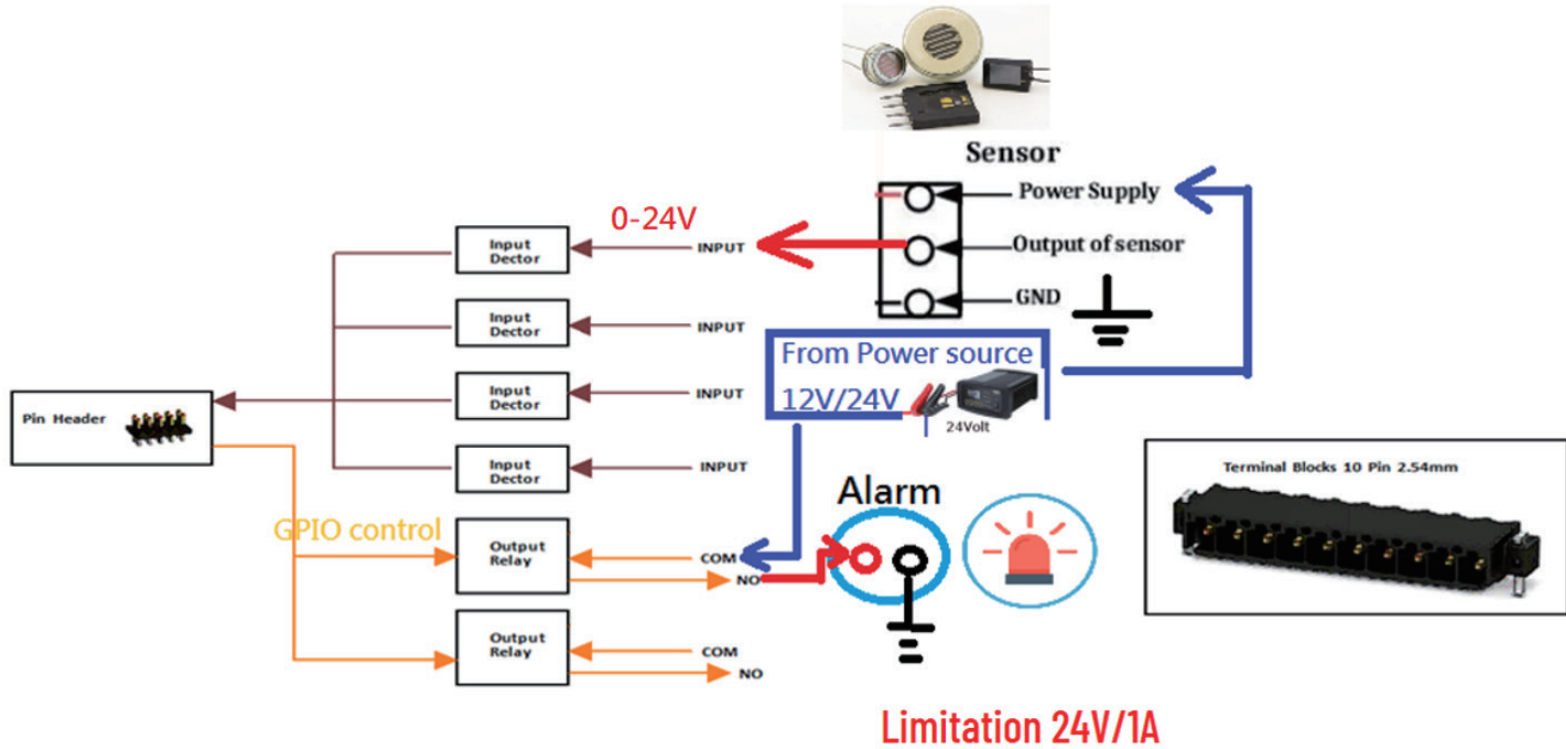 Sensor
Power Supply
0-24V
Input
Dector
INPUT
Output of sensor
GND
Input
Dector
INPUT
From Power source
12V/24V
24Volt
Input
Dector
INPUT
Pin Header
Input
Dector
INPUT
Terminal Blocks 10 Pin 2.54mm
Alarm
GPIO control
Output
Relay
COM
NO
Output
Relay
COM
NO
Limitation 24V/1A